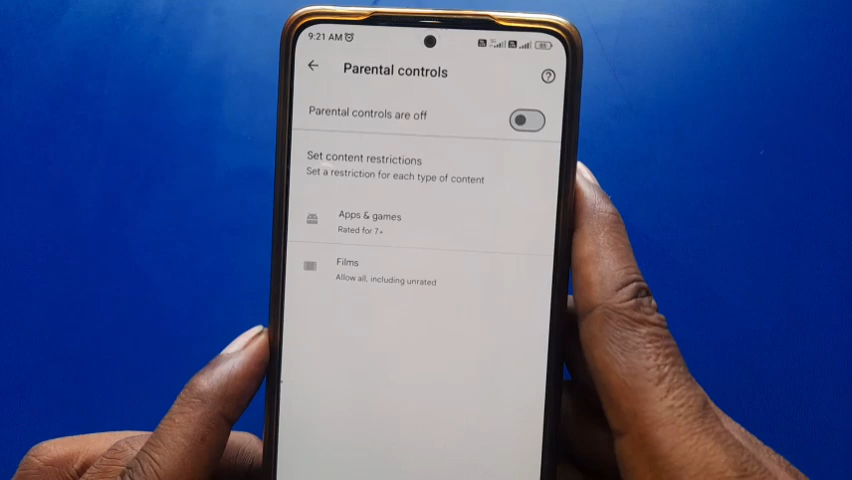 9:21 AM
Parental controls
Parental controls are off
Set content restrictions
Set a restriction for each type of content
Apps & games
Rated for 7+
Films
Allow all, including unrated